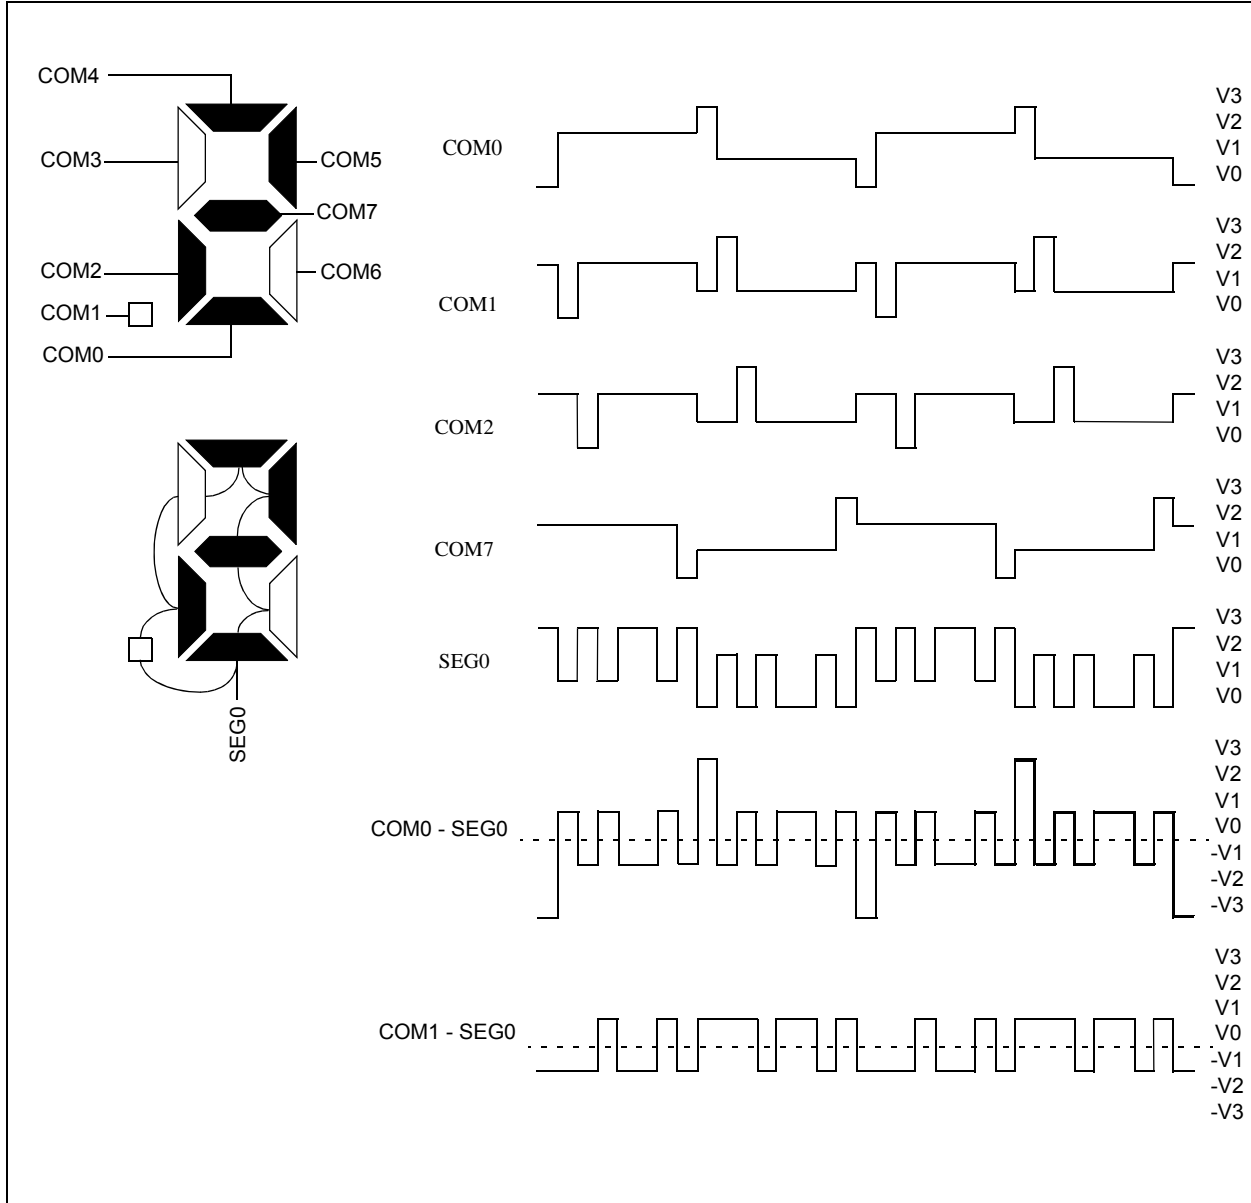 COM4
COM3
COM5
COM7
COM2
COM6
COM1
COM0
SEG0
COM0
V3
V2
V1
V0
COM1
V3
V2
V1
V0
COM2
V3
V2
V1
V0
COM7
V3
V2
V1
V0
SEG0
V3
V2
V1
V0
COM0 - SEG0
V3
V2
V1
V0
-V1
-V2
-V3
COM1 - SEG0
V3
V2
V1
V0
-V1
-V2
-V3